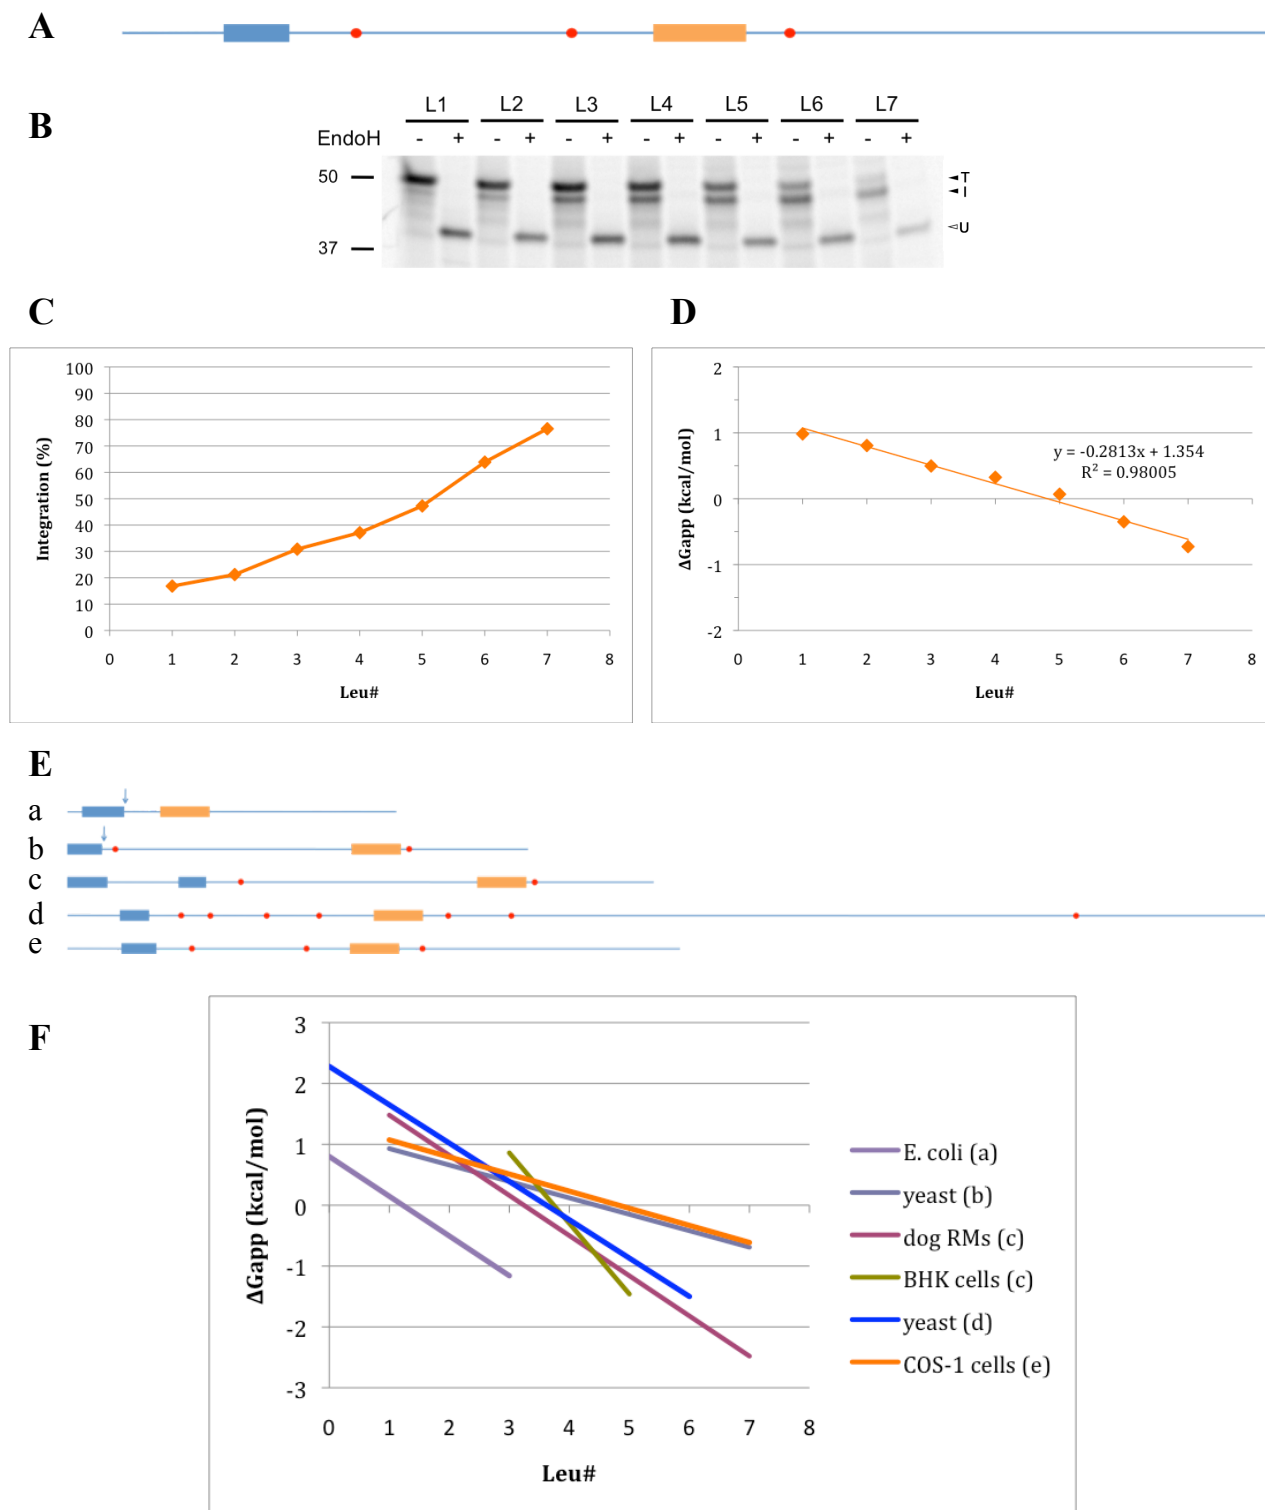 A
B
L1 L2 L3 L4 L5 L6 L7
EndoH - + - + - + - + - + - + - +
50
T
I
U
37
C
D
100
90
80
70
60
50
40
30
20
10
0
0 1 2 3 4 5 6 7 8
Integration (%)
Leu#
2
1
0
-1
-2
0 1 2 3 4 5 6 7 8
ΔGapp (kcal/mol)
y = -0.2813x + 1.354
R² = 0.98005
Leu#
E
a
b
c
d
e
F
3
2
1
0
-1
-2
-3
0 1 2 3 4 5 6 7 8
ΔGapp (kcal/mol)
Leu#
E. coli (a)
yeast (b)
dog RMs (c)
BHK cells (c)
yeast (d)
COS-1 cells (e)